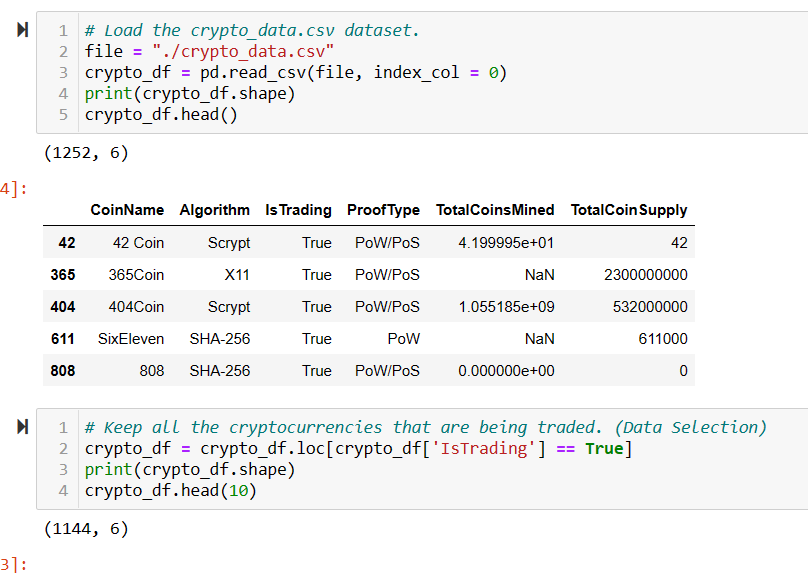 1 # Load the crypto_data.csv dataset.
2 file = "./crypto_data.csv"
3 crypto_df = pd.read_csv(file, index_col = 0)
4 print(crypto_df.shape)
5 crypto_df.head()
(1252, 6)
4]:
CoinName Algorithm IsTrading ProofType TotalCoinsMined TotalCoinSupply
42 42 Coin Scrypt True PoW/PoS 4.199995e+01 42
365 365Coin X11 True PoW/PoS NaN 2300000000
404 404Coin Scrypt True PoW/PoS 1.055185e+09 532000000
611 SixEleven SHA-256 True PoW NaN 611000
808 808 SHA-256 True PoW/PoS 0.000000e+00 0
1 # Keep all the cryptocurrencies that are being traded. (Data Selection)
2 crypto_df = crypto_df.loc[crypto_df['IsTrading'] == True]
3 print(crypto_df.shape)
4 crypto_df.head(10)
(1144, 6)
3]: